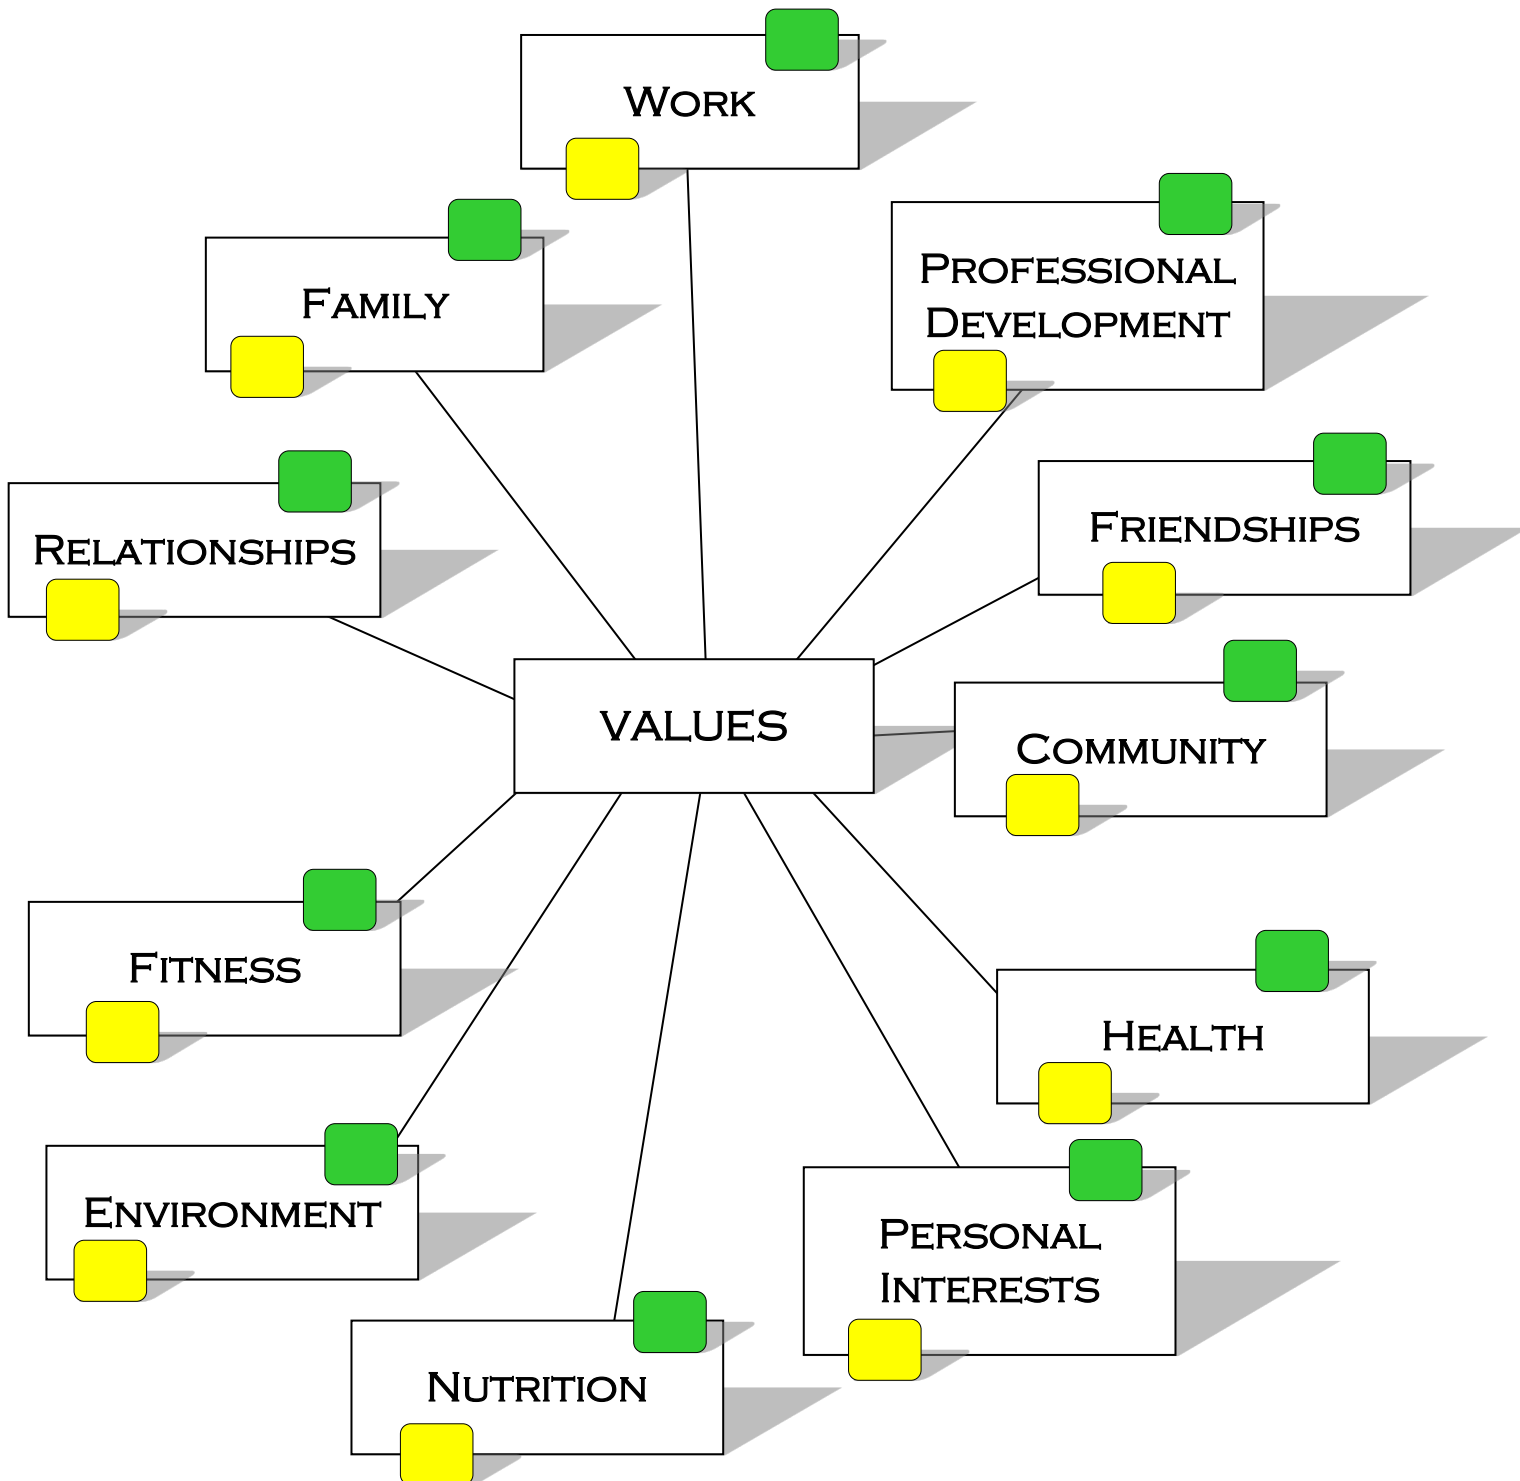 Work
Family
Professional
Development
Relationships
Friendships
VALUES
Community
Fitness
Health
Environment
Personal
Interests
Nutrition